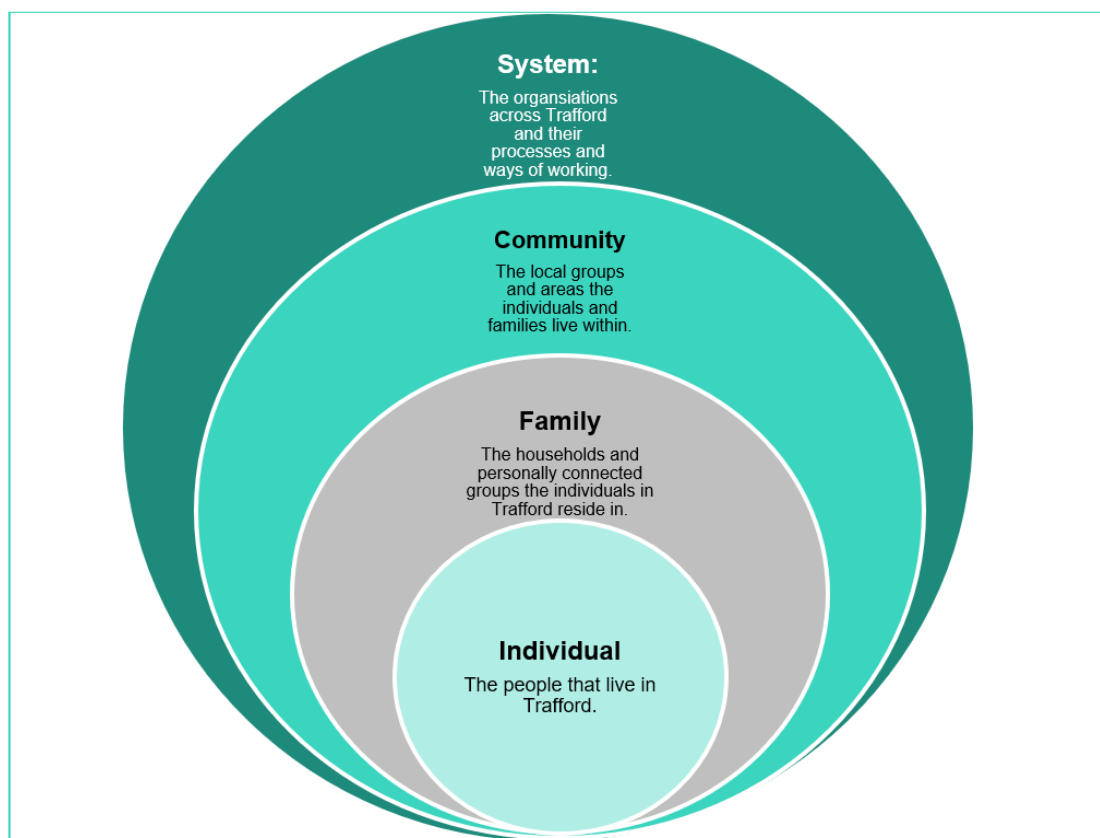 System:
The organsiations
across Trafford
and their
processes and
ways of working.
Community
The local groups
and areas the
individuals and
families live within.
Family
The households and
personally connected
groups the individuals in
Trafford reside in.
Individual
The people that live in
Trafford.